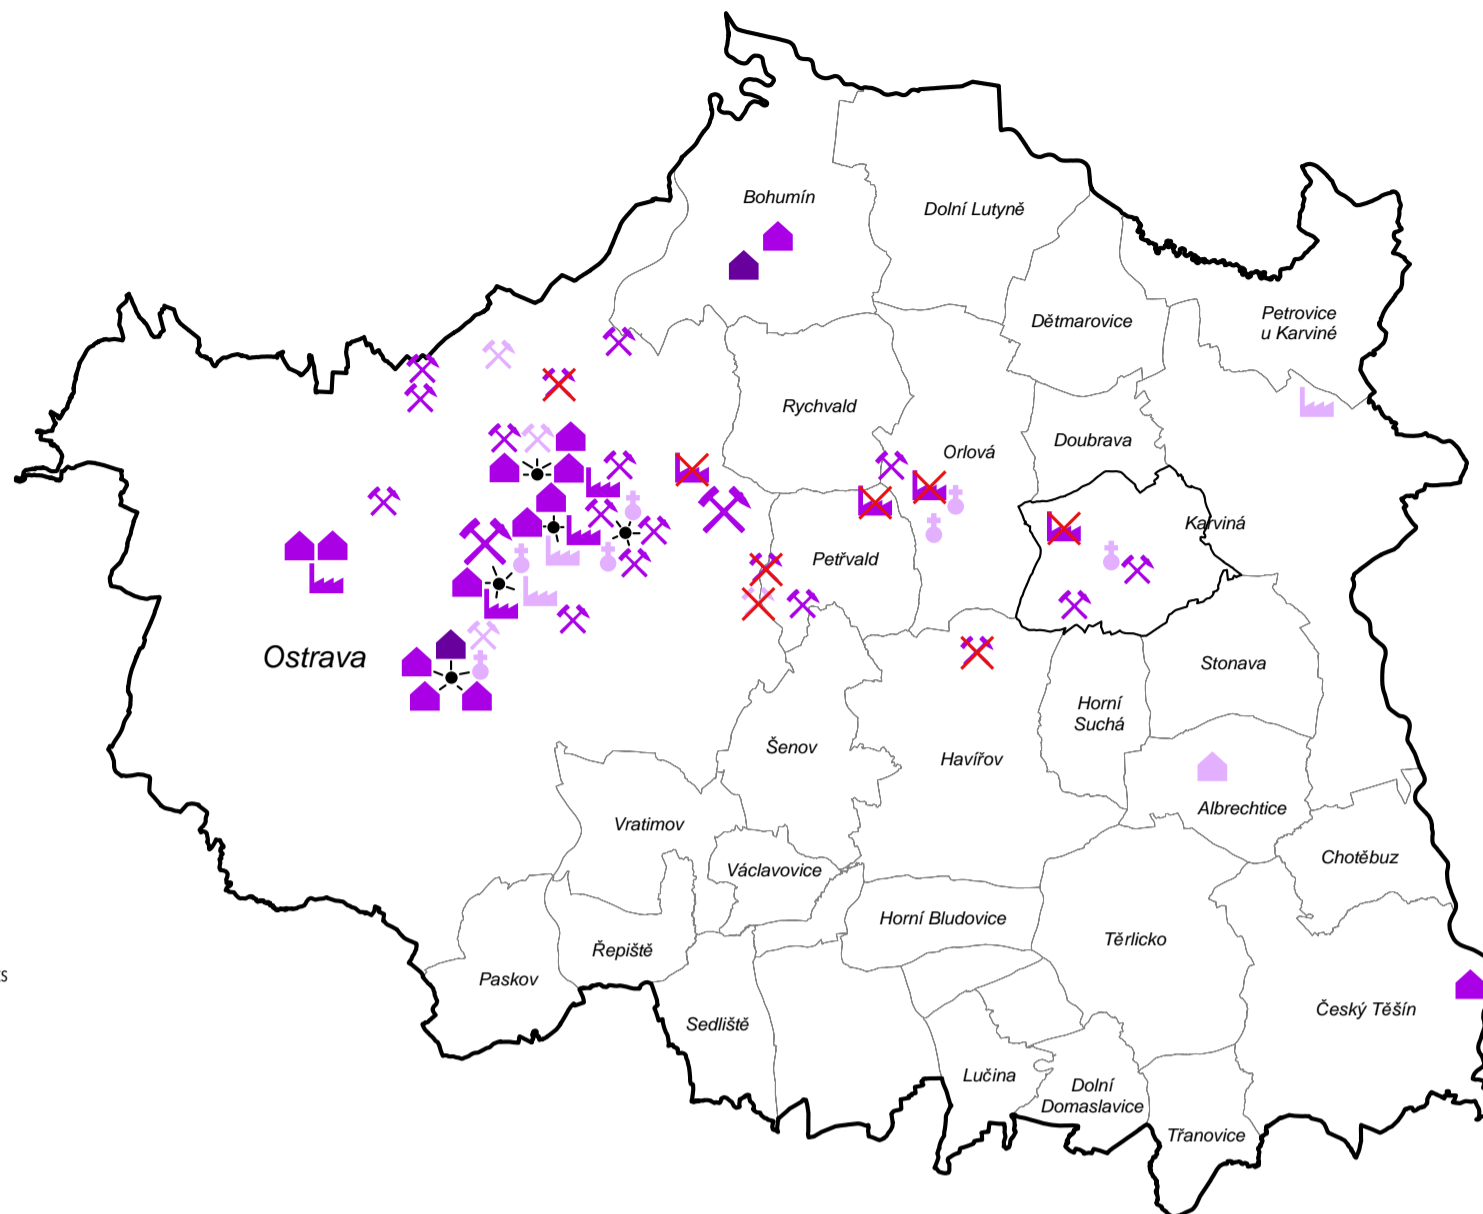 Bohumín
Dolní Lutyně
Petrovice
u Karviné
Dětmarovice
Rychvald
Doubrava
Orlová
Karviná
Petřvald
Ostrava
Stonava
Horní
Suchá
Šenov
Havířov
Albrechtice
Vratimov
Chotěbuz
Václavovice
Horní Bludovice
Těrlicko
Řepiště
Paskov
Český Těšín
Sedliště
Lučina
Dolní
Domaslavice
Třanovice